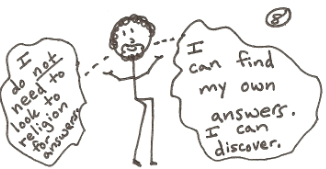 8
I
do not
need to
look to
religion
for
answers.
I
can find
my own
answers.
I can
discover.